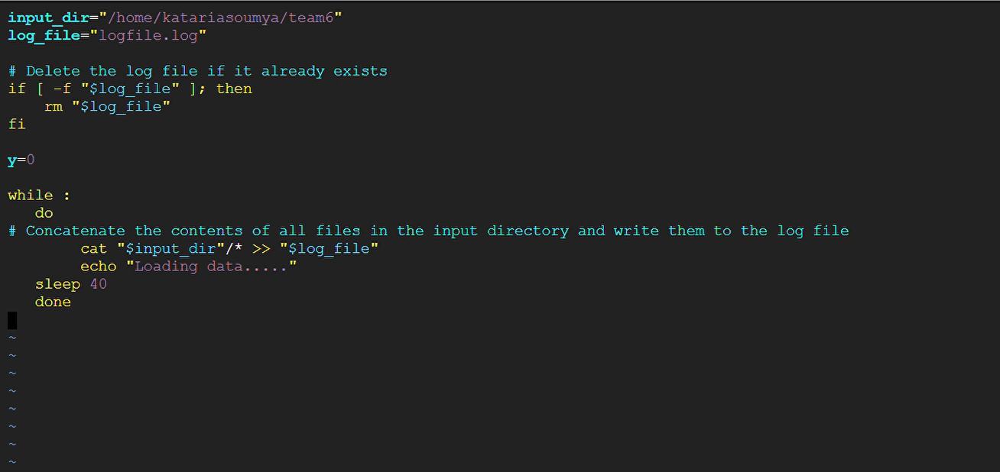 input_dir="/home/katariasoumya/team6"
log_file="logfile.log"
# Delete the log file if it already exists
if [ -f "$log_file" ]; then
    rm "$log_file"
fi
y=0
while :
   do
# Concatenate the contents of all files in the input directory and write them to the log file
        cat "$input_dir"/* >> "$log_file"
        echo "Loading data....."
   sleep 40
   done
~
~
~
~
~
~
~
~